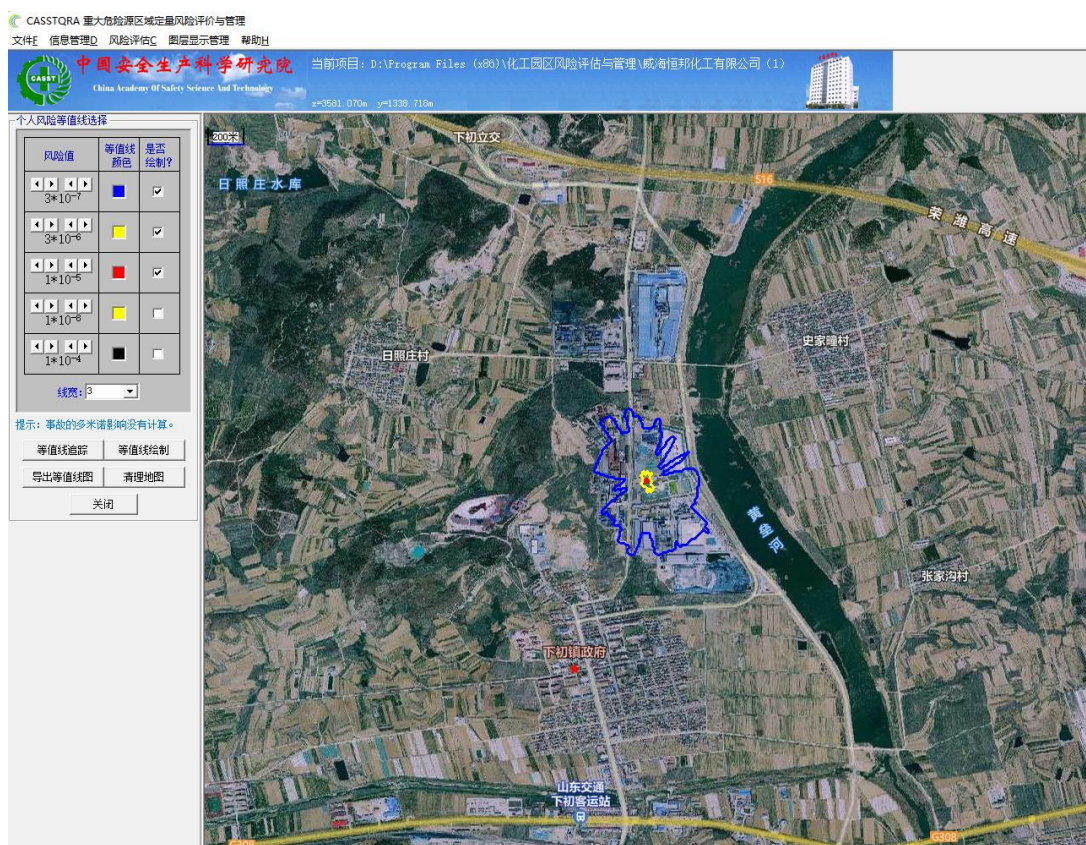 CASSTQRA 重大危险源区域定量风险评价与管理
文件F 信息管理D 风险评估C 图层显示管理 帮助H
CASST
中国安全生产科学研究院
China Academy Of Safety Science And Technology
当前项目: D:\Program Files (x86)\化工园区风险评估与管理\威海恒邦化工有限公司 (1)
x=3581.070m y=1338.718m
个人风险等值线选择
风险值
等值线颜色
是否绘制?
3*10-7
3*10-6
1*10-5
1*10-8
1*10-4
线宽: 3
提示: 事故的多米诺影响没有计算。
等值线追踪
等值线绘制
导出等值线图
清理地图
关闭
200米
下初立交
日照庄水库
S16
荣潍高速
史家疃村
日照庄村
黄垒河
张家沟村
下初镇政府
山东交通
下初客运站
G308
G308